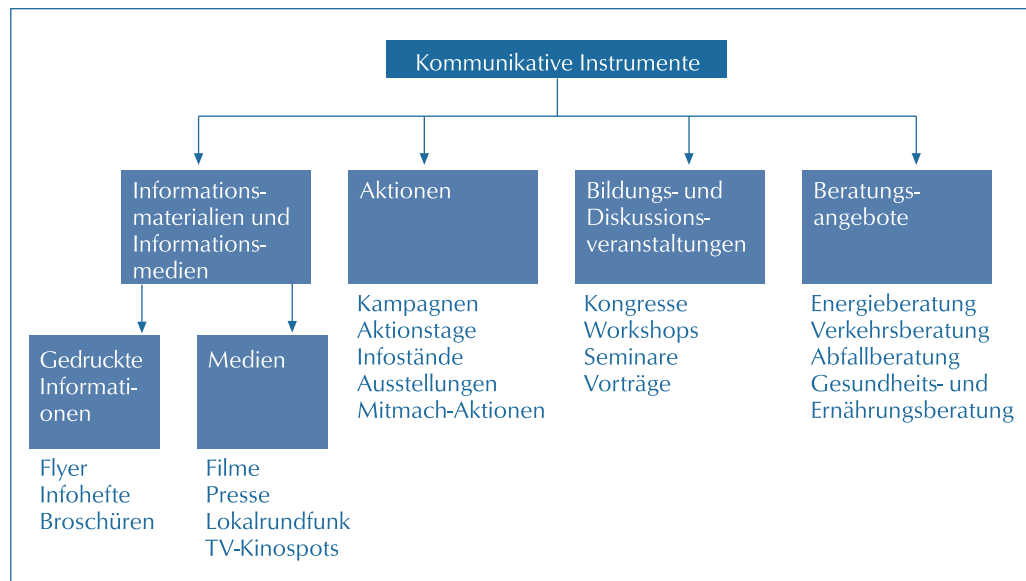 Kommunikative Instrumente
Informations-
materialien und
Informations-
medien
Gedruckte
Informati-
onen
Flyer
Infohefte
Broschüren
Medien
Filme
Presse
Lokalrundfunk
TV-Kinospots
Aktionen
Kampagnen
Aktionstage
Infostände
Ausstellungen
Mitmach-Aktionen
Bildungs- und
Diskussions-
veranstaltungen
Kongresse
Workshops
Seminare
Vorträge
Beratungs-
angebote
Energieberatung
Verkehrsberatung
Abfallberatung
Gesundheits- und
Ernährungsberatung